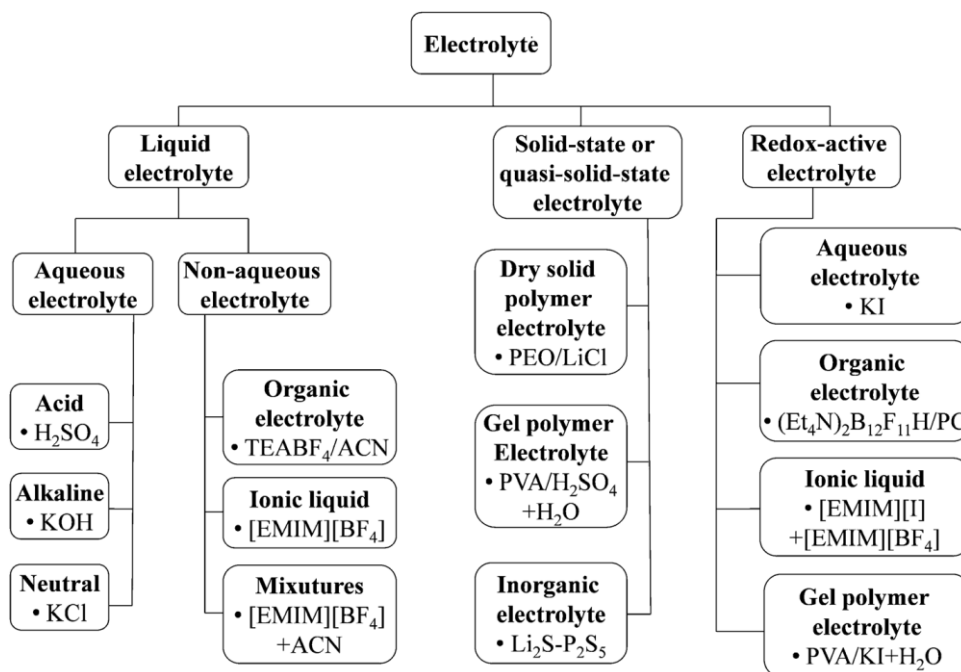 Electrolyte
Liquid
electrolyte
Aqueous
electrolyte
Acid
• H₂SO₄
Alkaline
• KOH
Neutral
• KCl
Non-aqueous
electrolyte
Organic
electrolyte
• TEABF₄/ACN
Ionic liquid
• [EMIM][BF₄]
Mixutures
• [EMIM][BF₄]
+ACN
Solid-state or
quasi-solid-state
electrolyte
Dry solid
polymer
electrolyte
• PEO/LiCl
Gel polymer
Electrolyte
• PVA/H₂SO₄
+H₂O
Inorganic
electrolyte
• Li₂S-P₂S₅
Redox-active
electrolyte
Aqueous
electrolyte
• KI
Organic
electrolyte
• (Et₄N)₂B₁₂F₁₁H/PC
Ionic liquid
• [EMIM][I]
+[EMIM][BF₄]
Gel polymer
electrolyte
• PVA/KI+H₂O